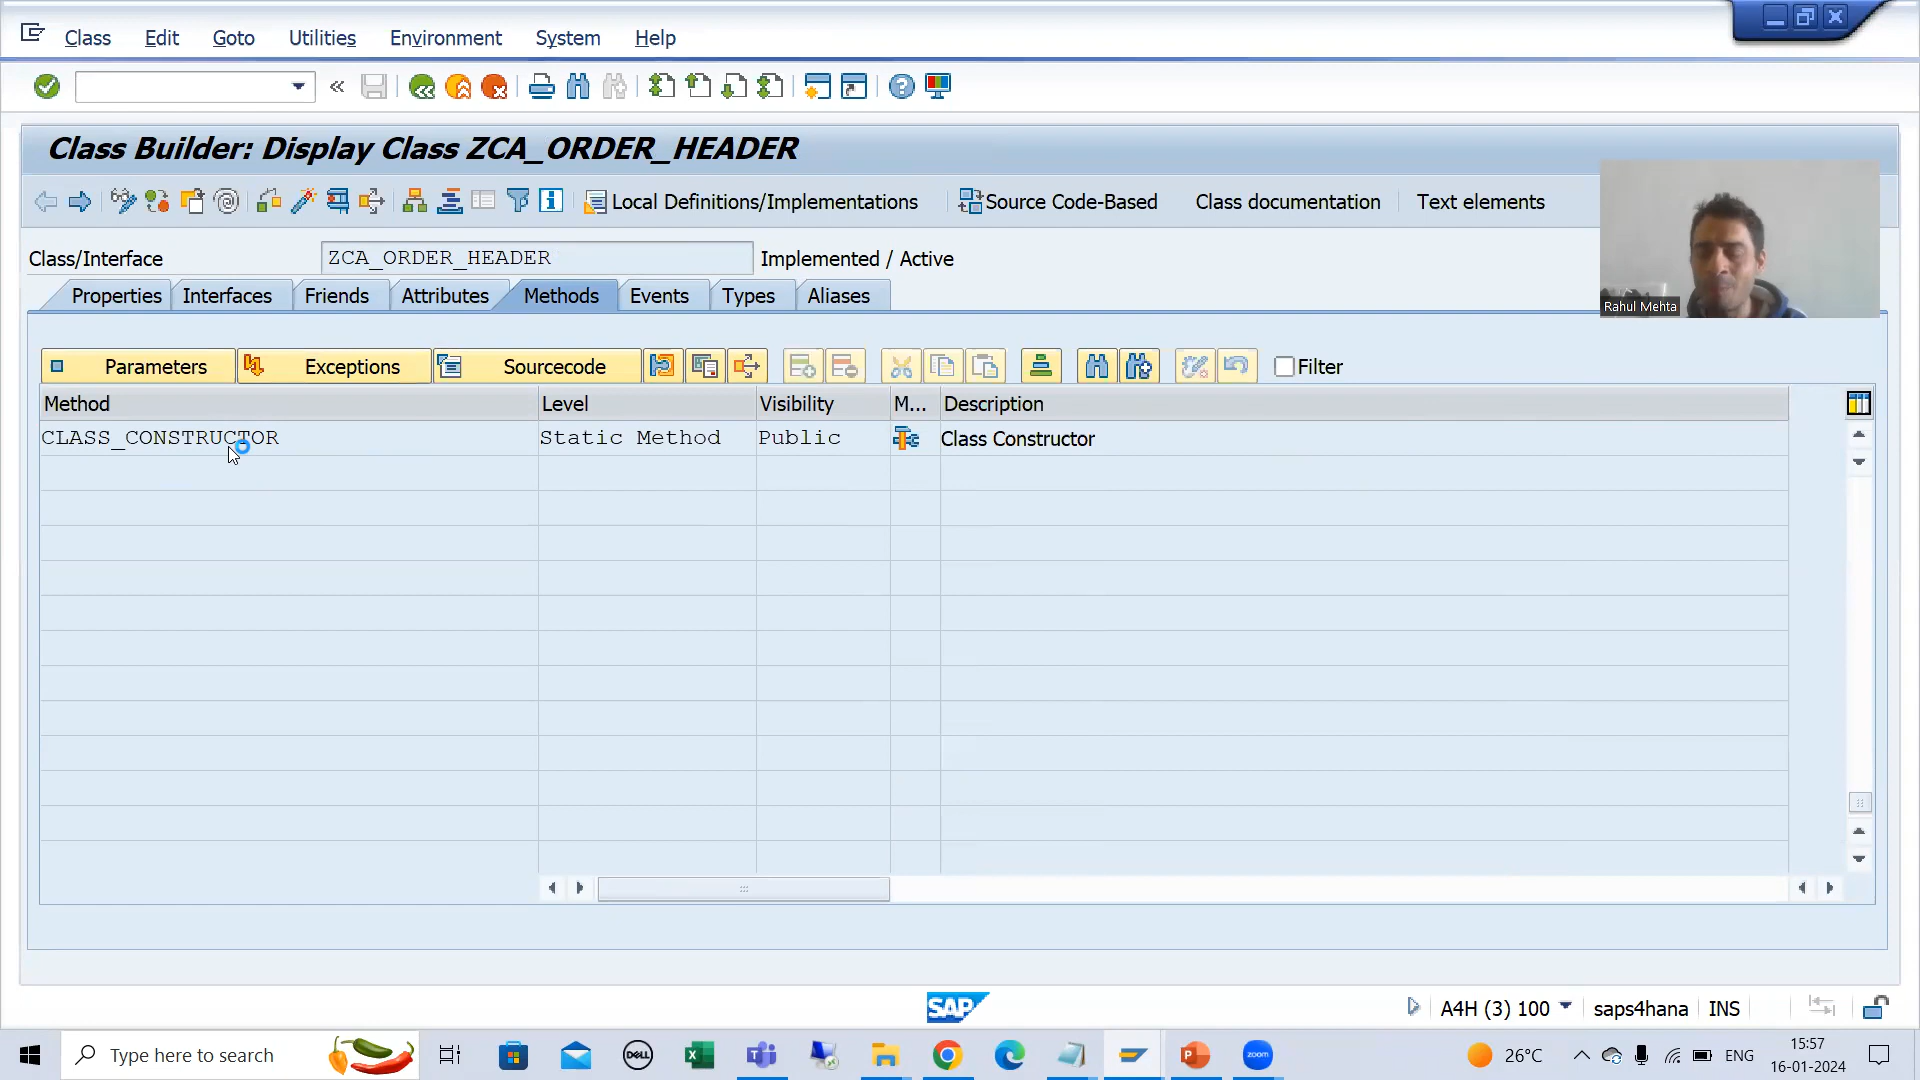 Class Edit Goto Utilities Environment System Help
Class Builder: Display Class ZCA_ORDER_HEADER
Local Definitions/Implementations Source Code-Based Class documentation Text elements
Class/Interface ZCA_ORDER_HEADER Implemented / Active
Properties Interfaces Friends Attributes Methods Events Types Aliases
Rahul Mehta
Parameters Exceptions Sourcecode Filter
Method Level Visibility M... Description
CLASS_CONSTRUCTOR Static Method Public Class Constructor
SAP
A4H (3) 100 saps4hana INS
Type here to search
DELL
zoom
26°C
ENG
15:57
16-01-2024